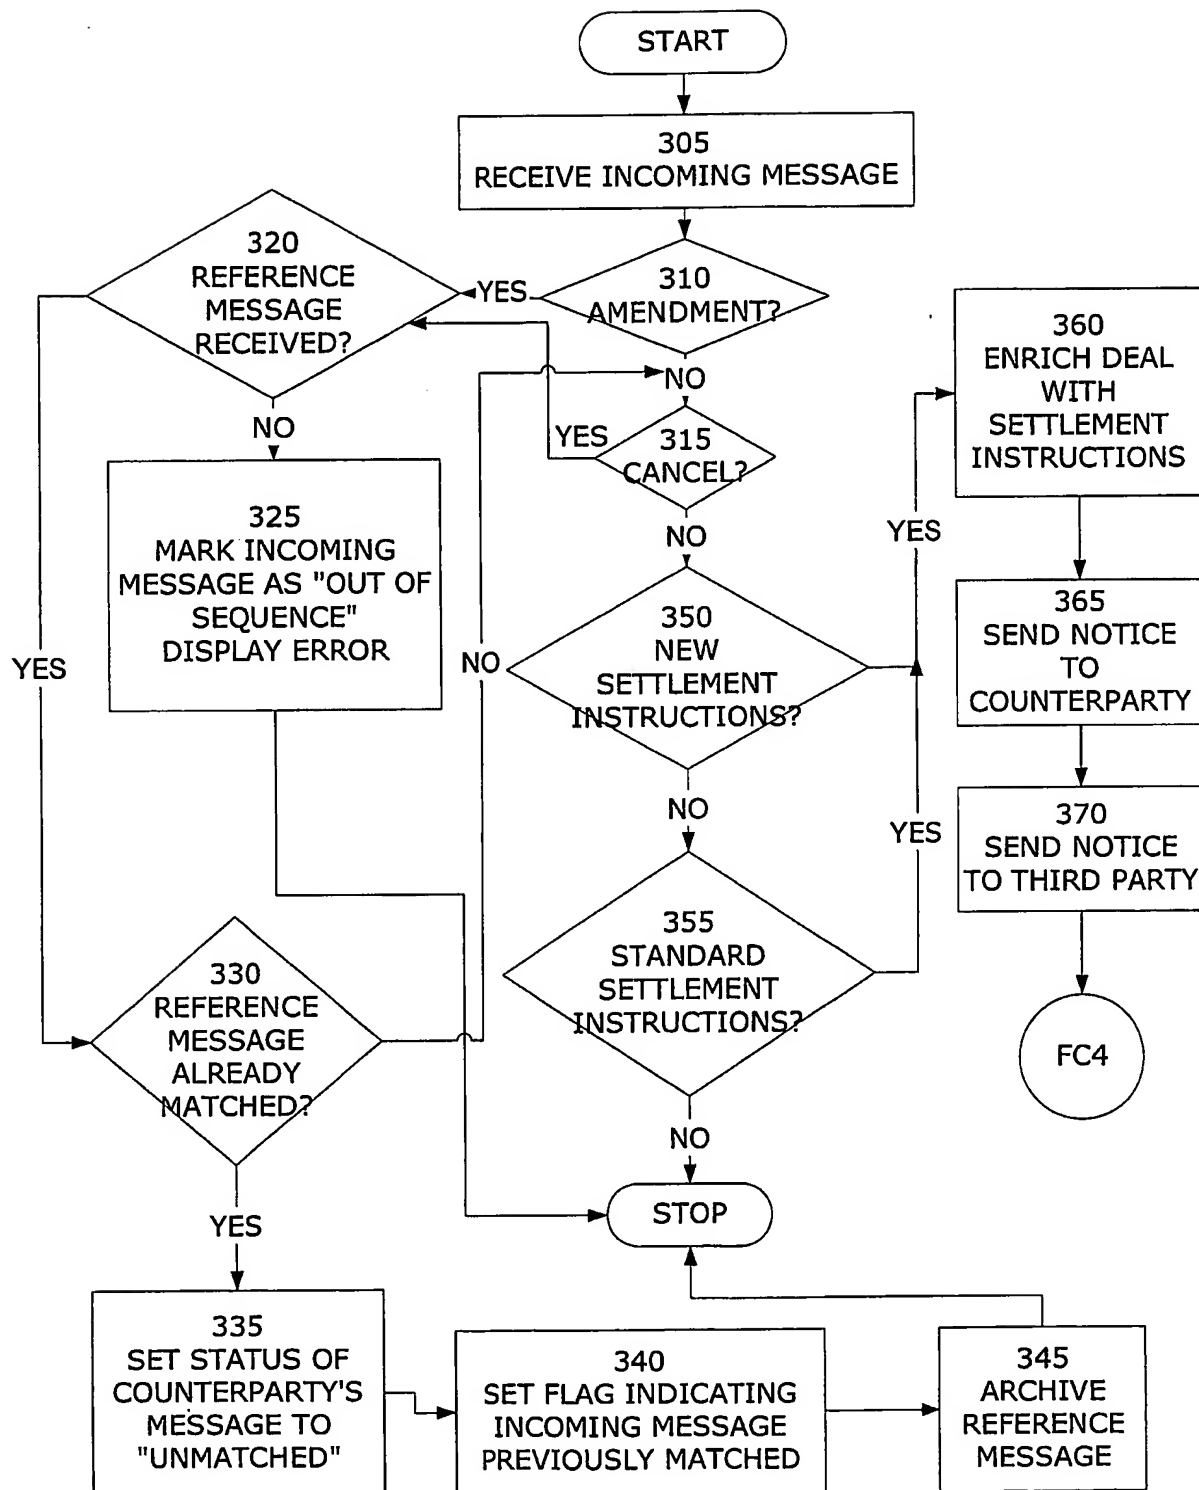 START
305
RECEIVE INCOMING MESSAGE
320
REFERENCE
MESSAGE
RECEIVED?
YES
310
AMENDMENT?
NO
YES
315
CANCEL?
NO
NO
325
MARK INCOMING
MESSAGE AS "OUT OF
SEQUENCE"
DISPLAY ERROR
YES
NO
350
NEW
SETTLEMENT
INSTRUCTIONS?
YES
NO
355
STANDARD
SETTLEMENT
INSTRUCTIONS?
YES
NO
360
ENRICH DEAL
WITH
SETTLEMENT
INSTRUCTIONS
365
SEND NOTICE
TO
COUNTERPARTY
370
SEND NOTICE
TO THIRD PARTY
FC4
330
REFERENCE
MESSAGE
ALREADY
MATCHED?
YES
STOP
335
SET STATUS OF
COUNTERPARTY'S
MESSAGE TO
"UNMATCHED"
340
SET FLAG INDICATING
INCOMING MESSAGE
PREVIOUSLY MATCHED
345
ARCHIVE
REFERENCE
MESSAGE